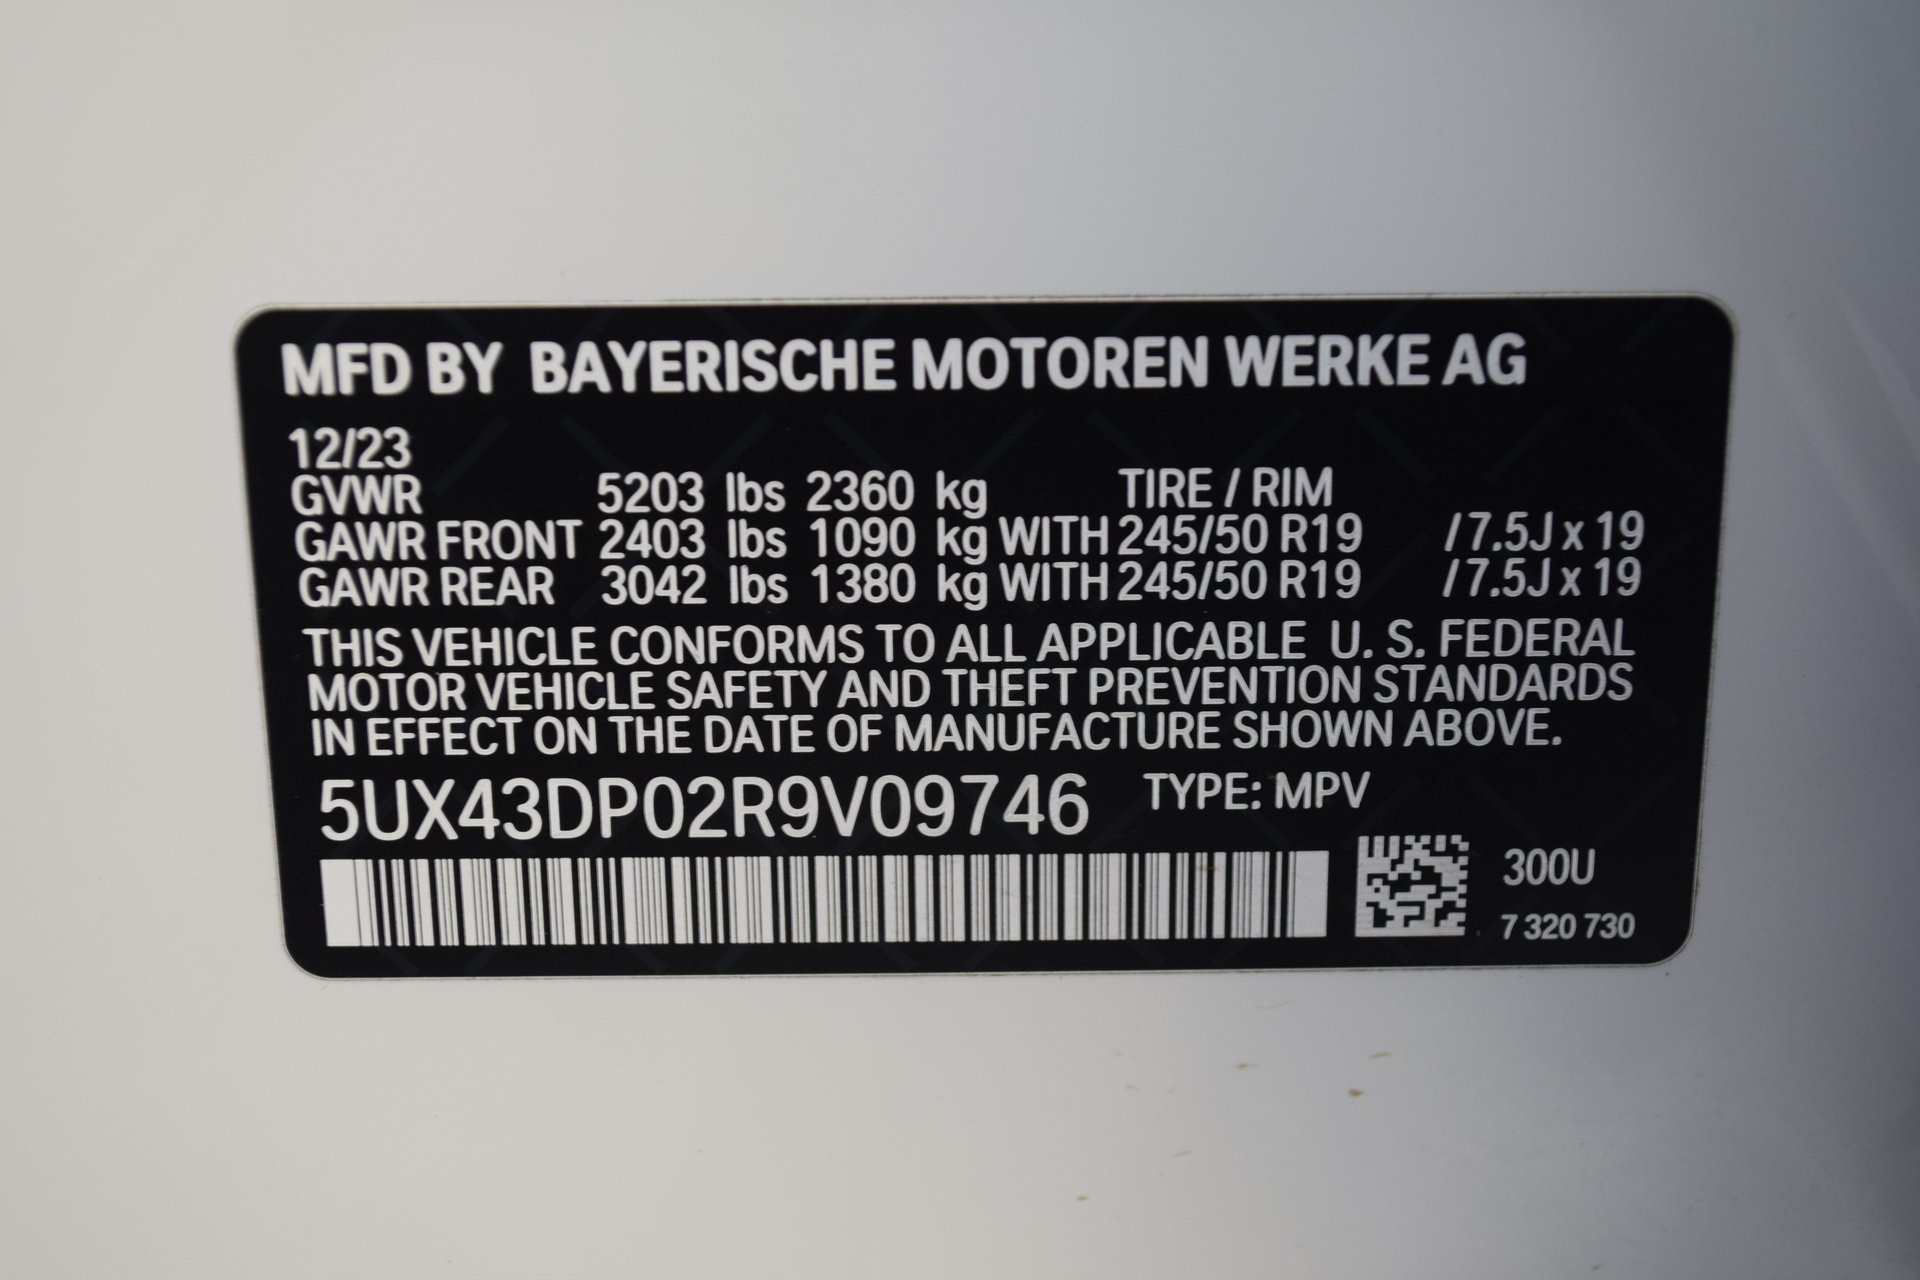 MFD BY BAYERISCHE MOTOREN WERKE AG
12/23
GVWR 5203 lbs 2360 kg TIRE / RIM
GAWR FRONT 2403 lbs 1090 kg WITH 245/50 R19 /7.5J x 19
GAWR REAR 3042 lbs 1380 kg WITH 245/50 R19 /7.5J x 19
THIS VEHICLE CONFORMS TO ALL APPLICABLE U. S. FEDERAL
MOTOR VEHICLE SAFETY AND THEFT PREVENTION STANDARDS
IN EFFECT ON THE DATE OF MANUFACTURE SHOWN ABOVE.
5UX43DP02R9V09746 TYPE: MPV
300U
7 320 730